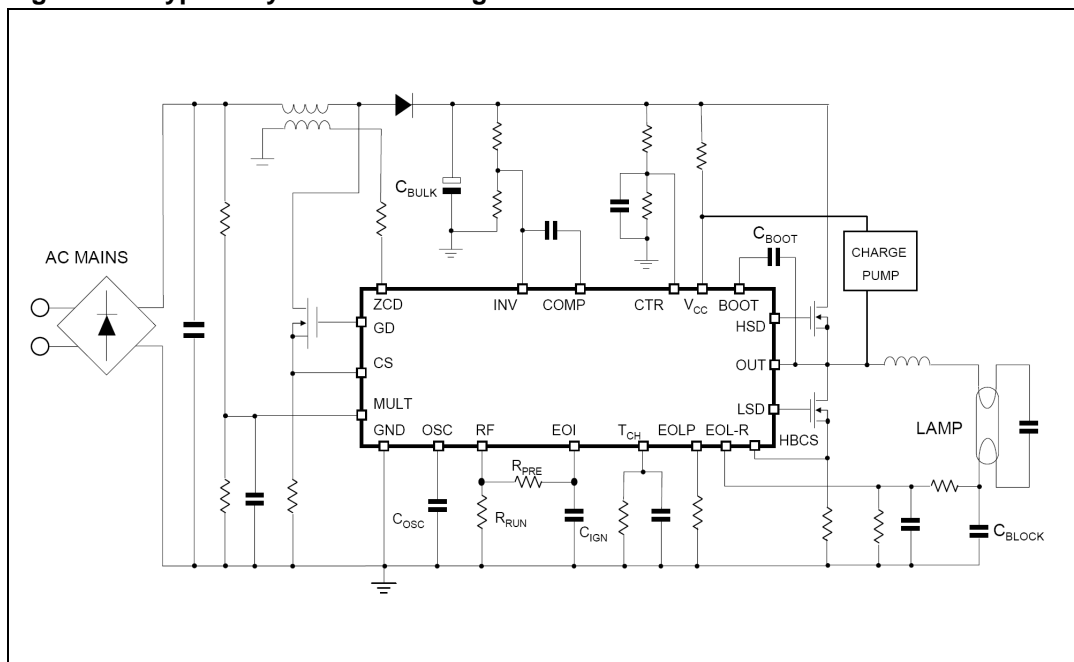 C_BULK
AC MAINS
C_BOOT
CHARGE
PUMP
ZCD
INV
COMP
CTR
V_CC
BOOT
GD
HSD
CS
OUT
MULT
LSD
GND
OSC
RF
EOI
T_CH
EOLP
EOL-R
HBCS
LAMP
R_PRE
C_OSC
R_RUN
C_IGN
C_BLOCK